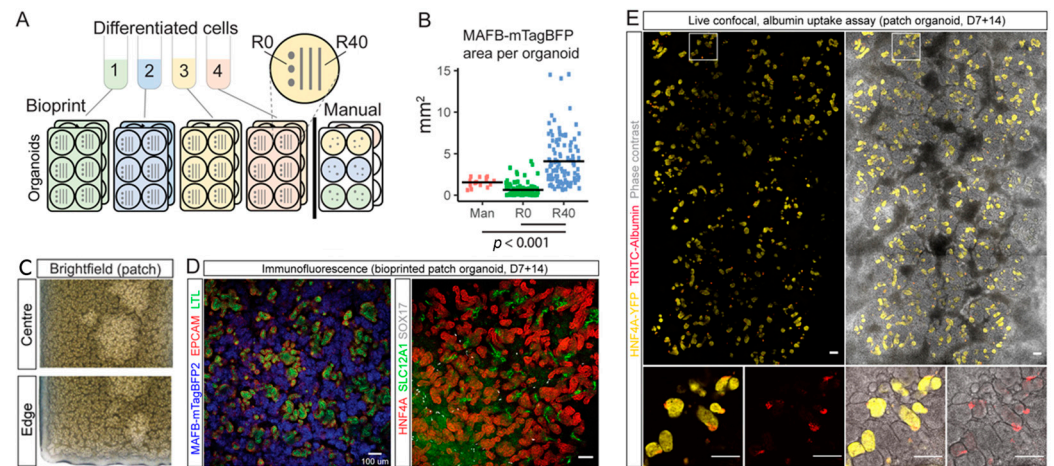 A
Differentiated cells
R0
R40
1
2
3
4
Bioprint
Manual
Organoids
B
MAFB-mTagBFP
area per organoid
mm²
15
10
5
0
Man
R0
R40
p < 0.001
C
Brightfield (patch)
Centre
Edge
D
Immunofluorescence (bioprinted patch organoid, D7+14)
MAFB-mTagBFP2 EPCAM LTL
100 um
HNF4A SLC12A1 SOX17
E
Live confocal, albumin uptake assay (patch organoid, D7+14)
HNF4A-YFP TRITC-Albumin Phase contrast